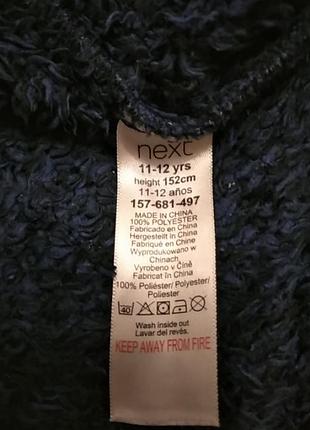 next
11-12 yrs
height 152cm
11-12 años
157-681-497
MADE IN CHINA
100% POLYESTER
Fabricado en China
Hergestellt in China
Fabriqué en Chine
Wyprodukowano w
Chinach
Vyrobeno v Číně
Fabricat în China
100% Poliéster/ Polyester/
Poliester
40
Wash inside out
Lavar del revés.
KEEP AWAY FROM FIRE